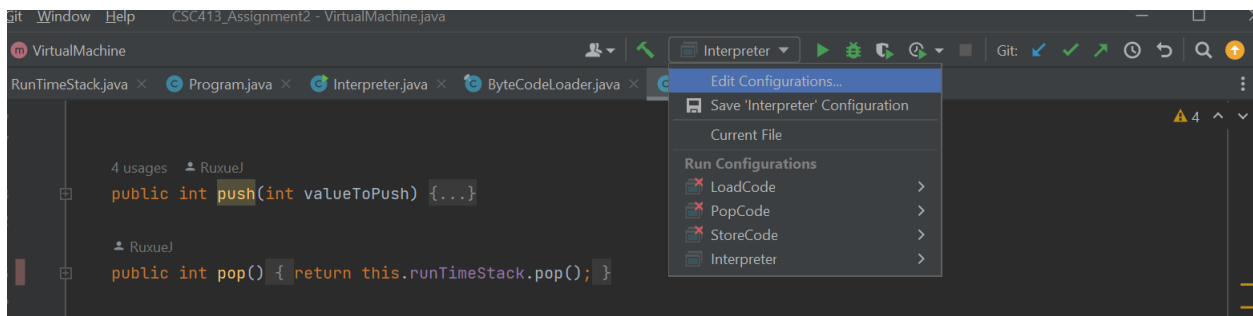 Git Window Help CSC413_Assignment2 - VirtualMachine.java
m VirtualMachine Interpreter Git:
RunTimeStack.java C Program.java C Interpreter.java C ByteCodeLoader.java C
Edit Configurations...
Save 'Interpreter' Configuration
4
Current File
4 usages RuxueJ
Run Configurations
public int push(int valueToPush) {...}
LoadCode
PopCode
StoreCode
RuxueJ
Interpreter
public int pop() { return this.runTimeStack.pop(); }